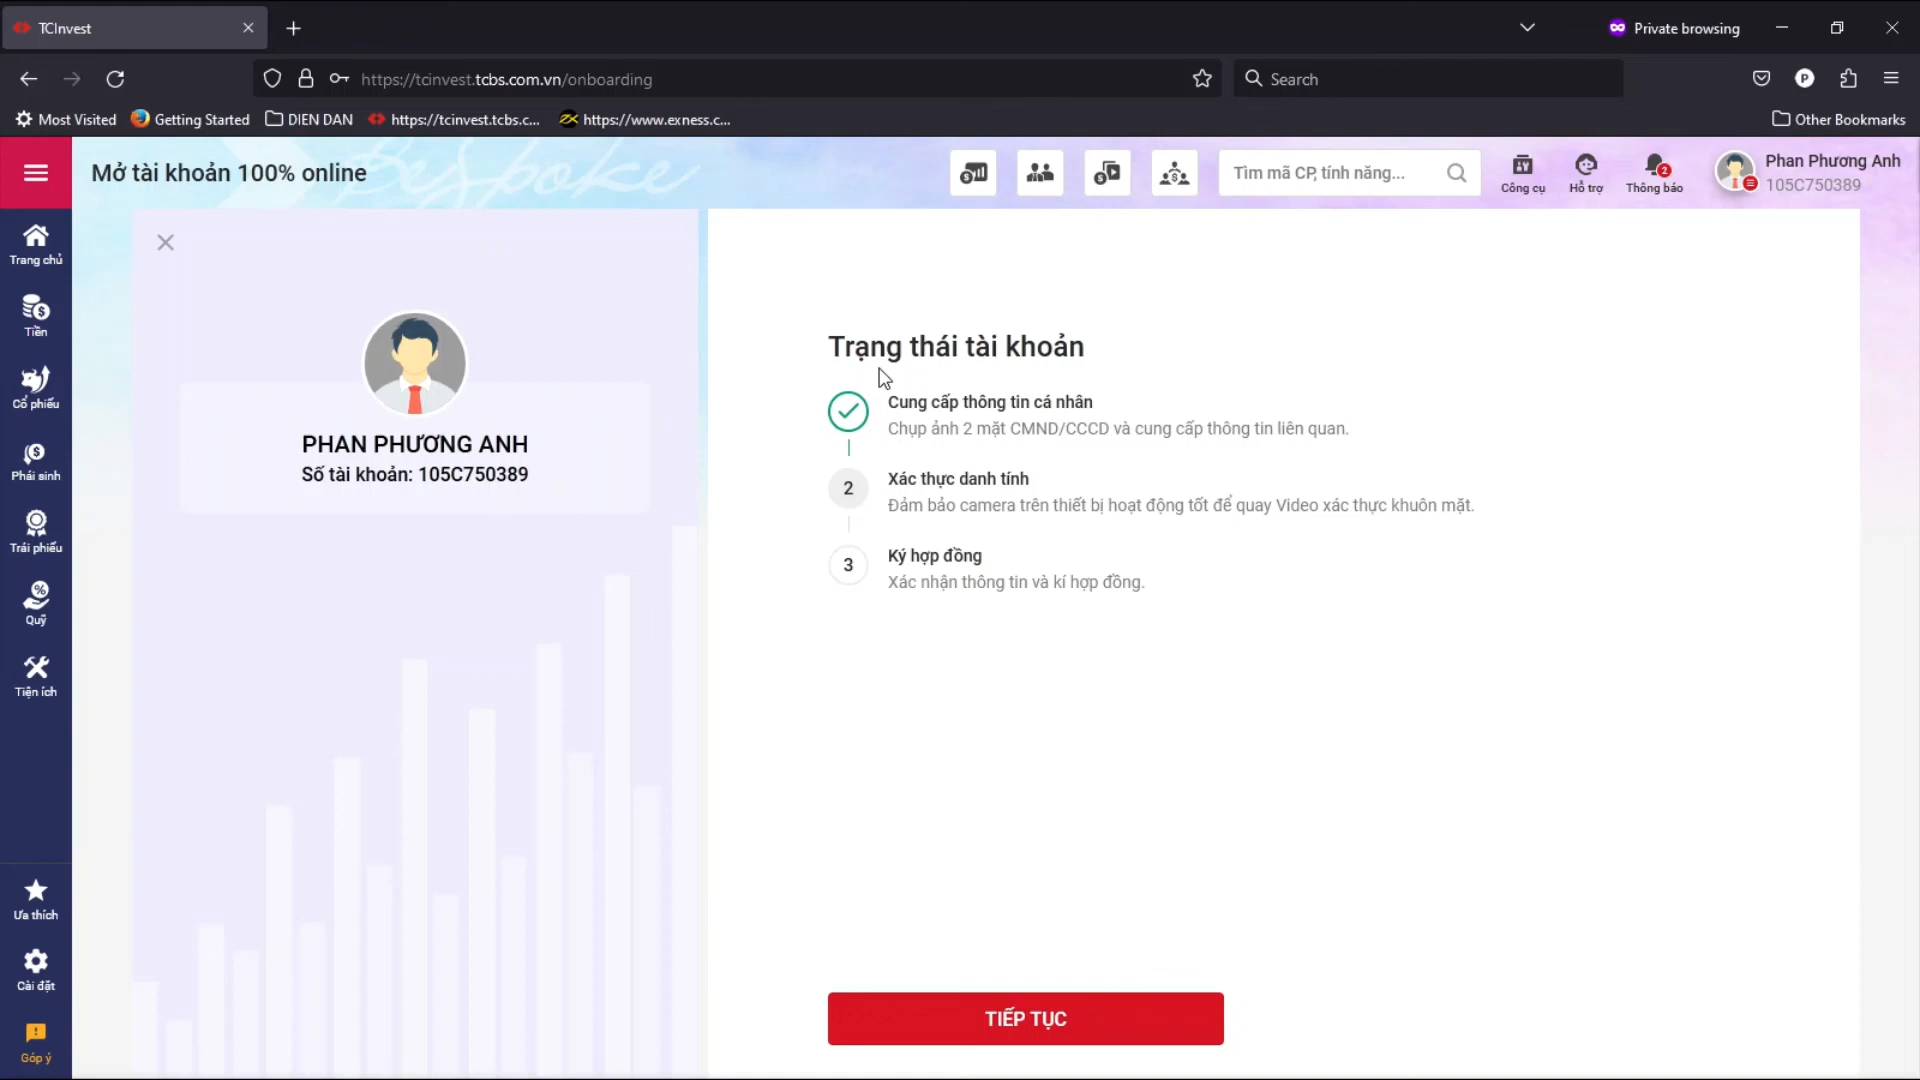 TCInvest
Private browsing
https://tcinvest.tcbs.com.vn/onboarding
Search
P
Most Visited
Getting Started
DIEN DAN
https://tcinvest.tcbs.c...
https://www.exness.c...
Other Bookmarks
Mở tài khoản 100% online
Bespoke
Tìm mã CP, tính năng...
Công cụ
Hỗ trợ
2
Thông báo
Phan Phương Anh
105C750389
Trang chủ
Tiền
Cổ phiếu
Phái sinh
Trái phiếu
Quỹ
Tiện ích
Ưa thích
Cài đặt
Góp ý
PHAN PHƯƠNG ANH
Số tài khoản: 105C750389
Trạng thái tài khoản
Cung cấp thông tin cá nhân
Chụp ảnh 2 mặt CMND/CCCD và cung cấp thông tin liên quan.
2
Xác thực danh tính
Đảm bảo camera trên thiết bị hoạt động tốt để quay Video xác thực khuôn mặt.
3
Ký hợp đồng
Xác nhận thông tin và kí hợp đồng.
TIẾP TỤC